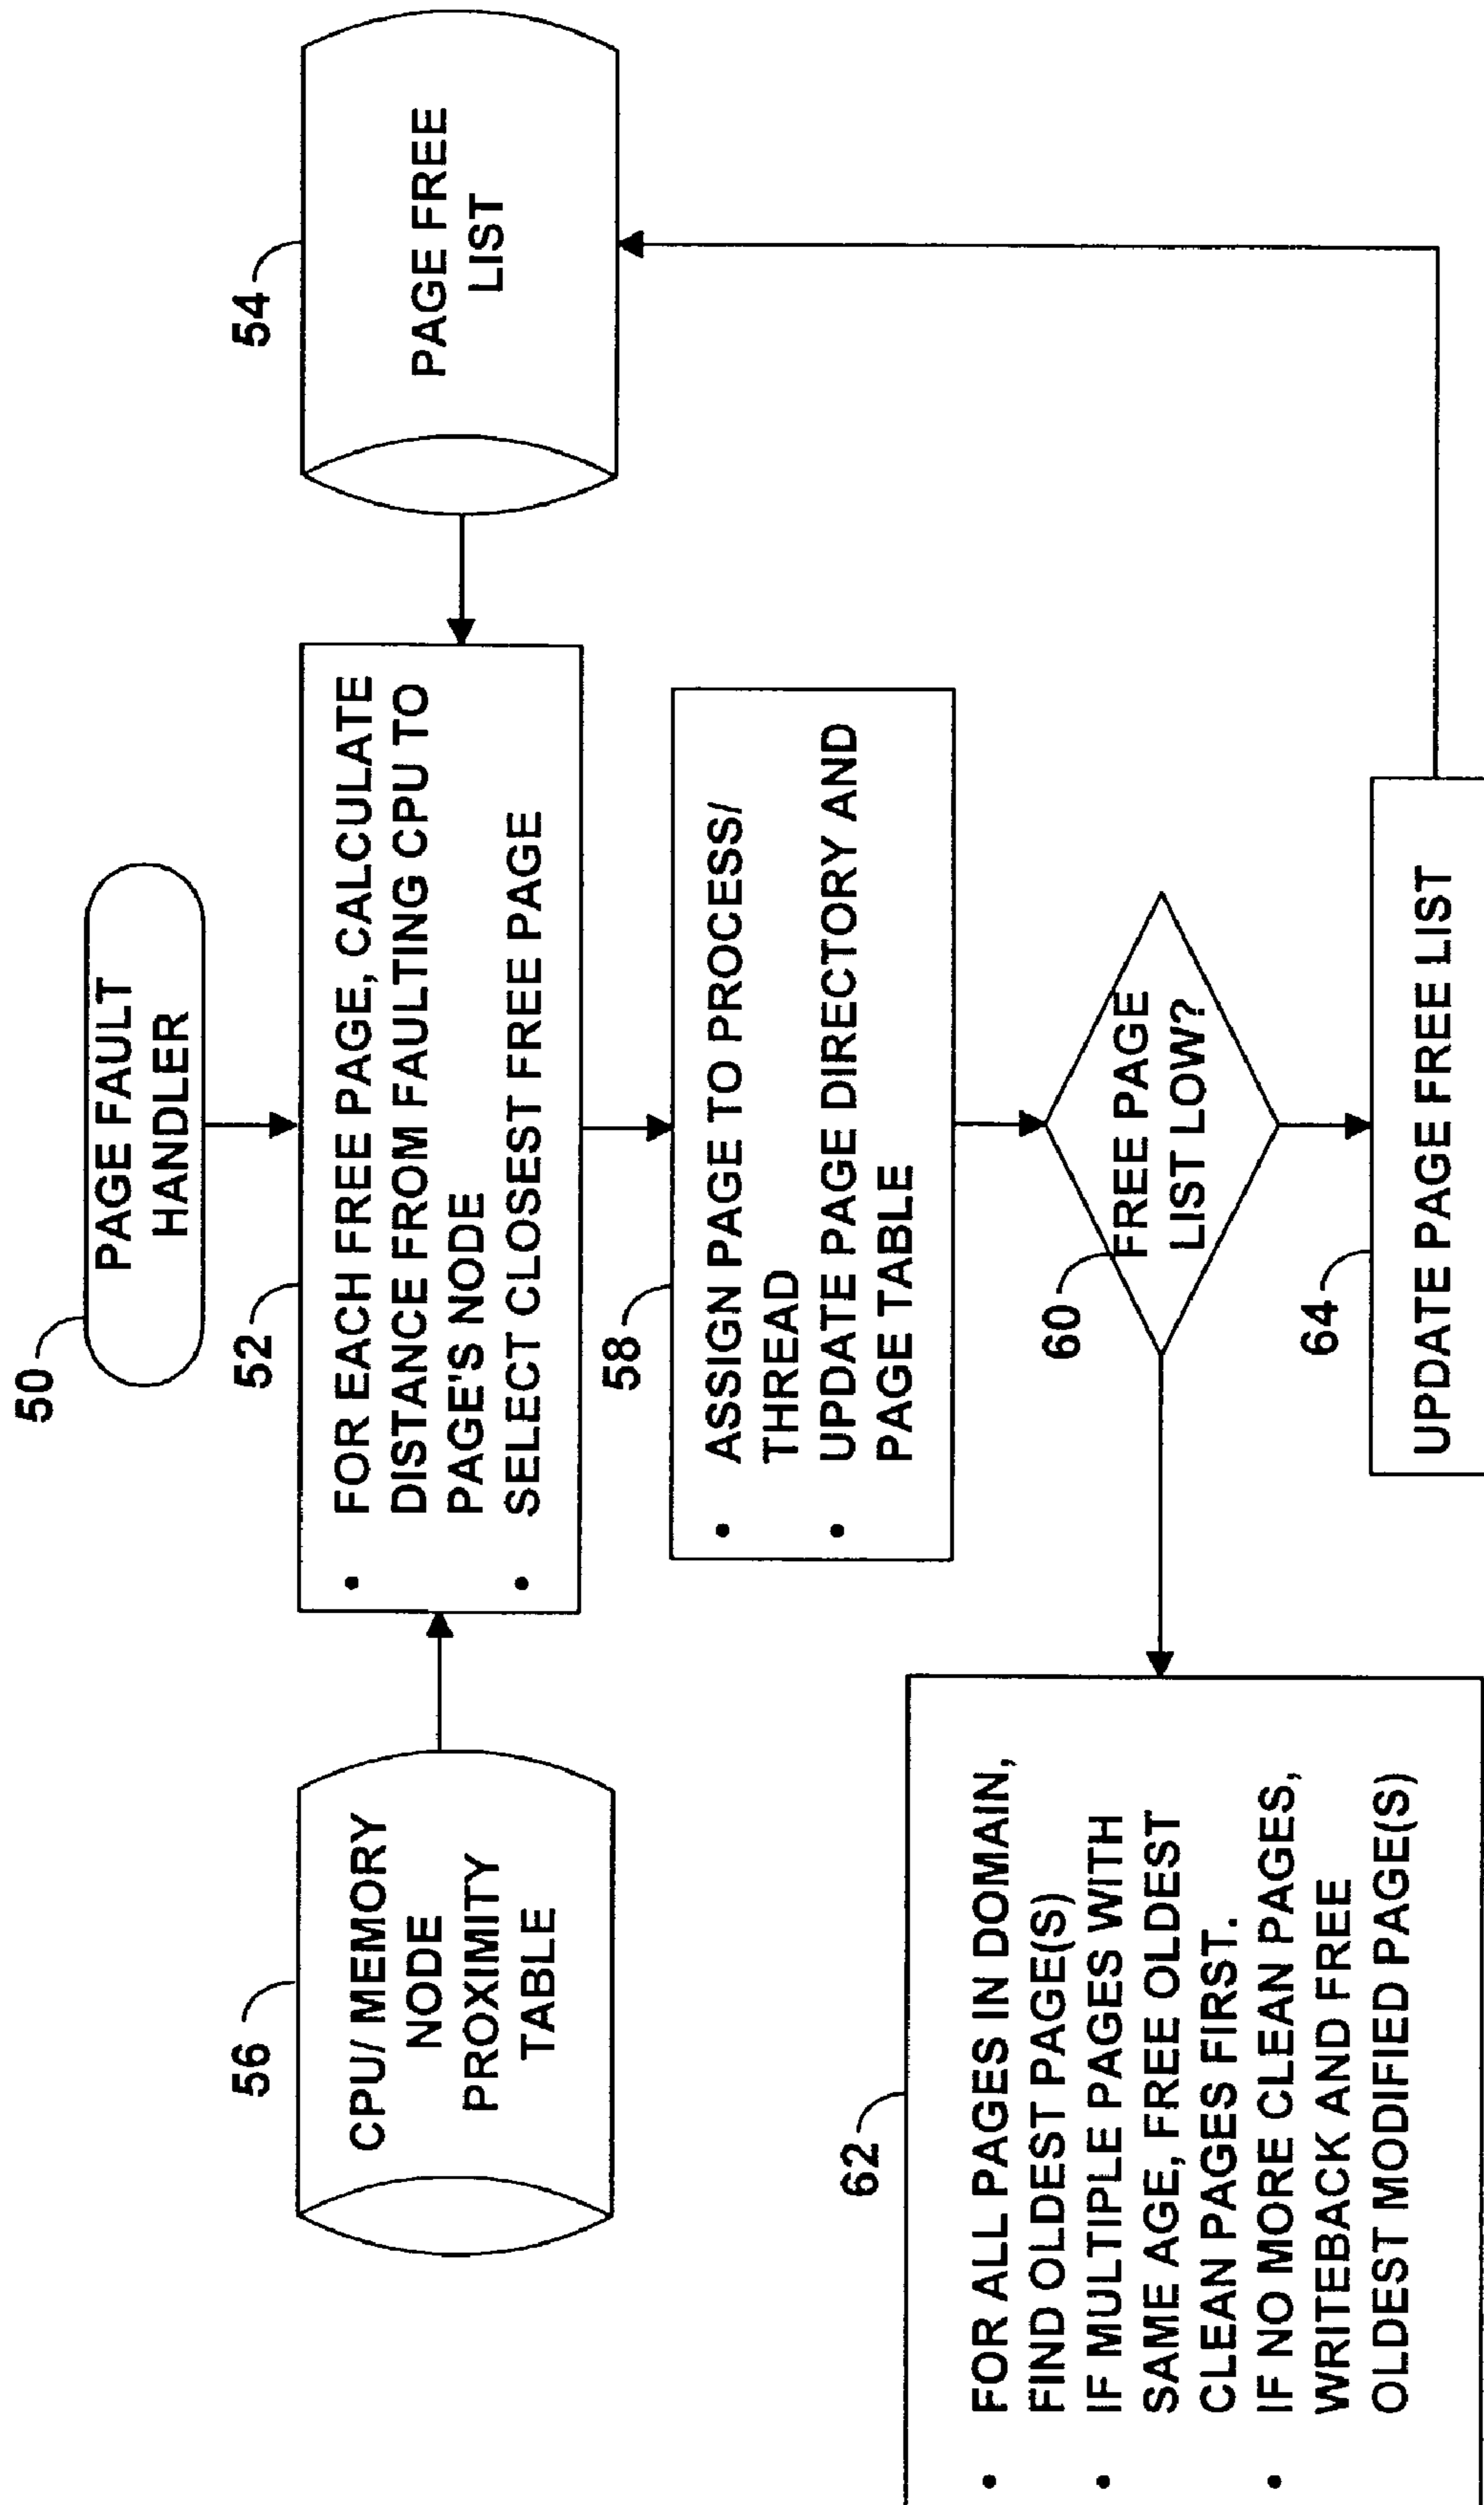 50
PAGE FAULT
HANDLER
56
CPU/ MEMORY
NODE
PROXIMITY
TABLE
52
• FOR EACH FREE PAGE, CALCULATE
DISTANCE FROM FAULTING CPU TO
PAGE'S NODE
• SELECT CLOSEST FREE PAGE
54
PAGE FREE
LIST
58
• ASSIGN PAGE TO PROCESS/
THREAD
• UPDATE PAGE DIRECTORY AND
PAGE TABLE
60
FREE PAGE
LIST LOW?
62
• FOR ALL PAGES IN DOMAIN,
FIND OLDEST PAGE(S)
• IF MULTIPLE PAGES WITH
SAME AGE, FREE OLDEST
CLEAN PAGES FIRST.
• IF NO MORE CLEAN PAGES,
WRITEBACK AND FREE
OLDEST MODIFIED PAGE(S)
64
UPDATE PAGE FREE LIST